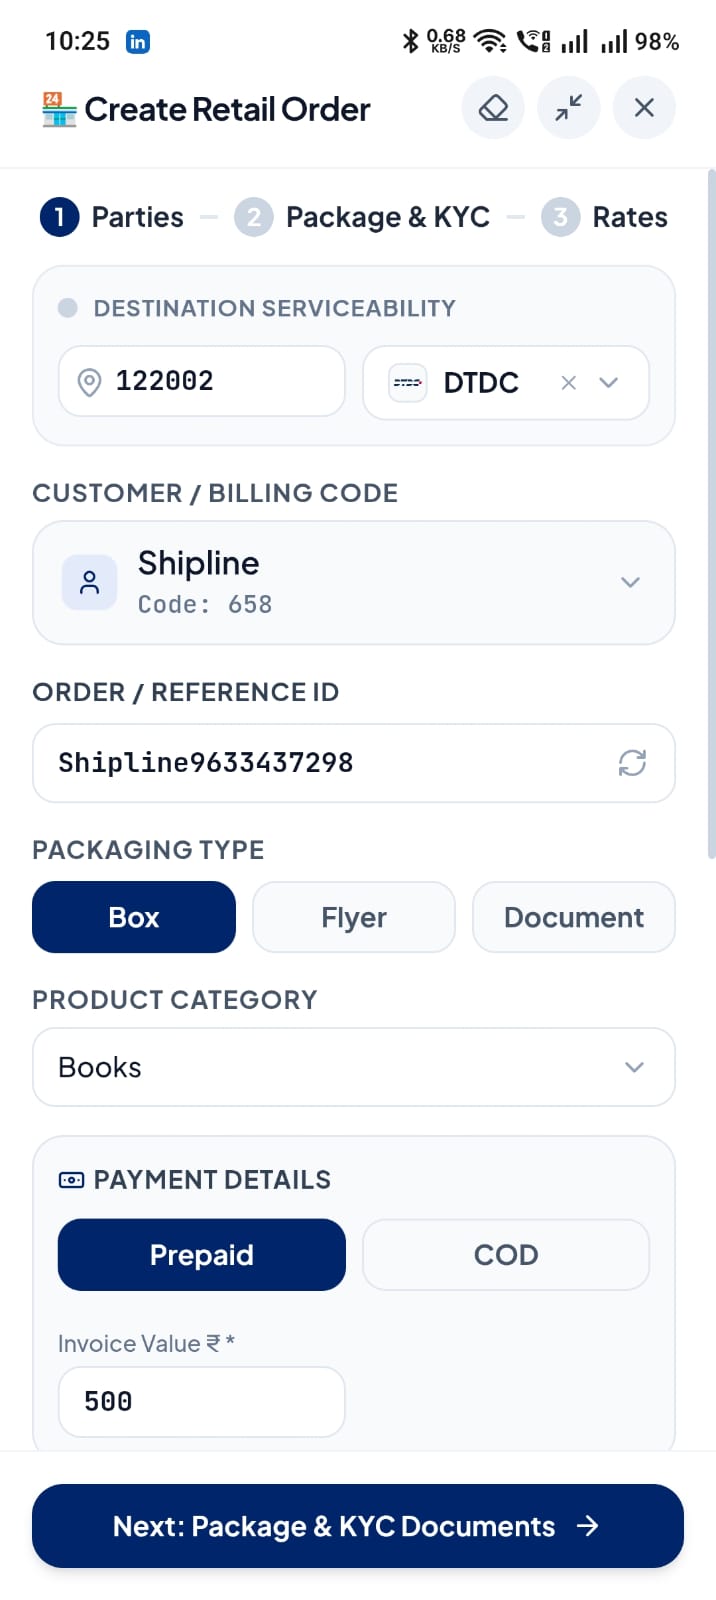 10:25 in 0.68 KB/S 98%
24 Create Retail Order
1 Parties 2 Package & KYC 3 Rates
DESTINATION SERVICEABILITY
122002 DTDC
CUSTOMER / BILLING CODE
Shipline
Code: 658
ORDER / REFERENCE ID
Shipline9633437298
PACKAGING TYPE
Box Flyer Document
PRODUCT CATEGORY
Books
PAYMENT DETAILS
Prepaid COD
Invoice Value ₹ *
500
Next: Package & KYC Documents →